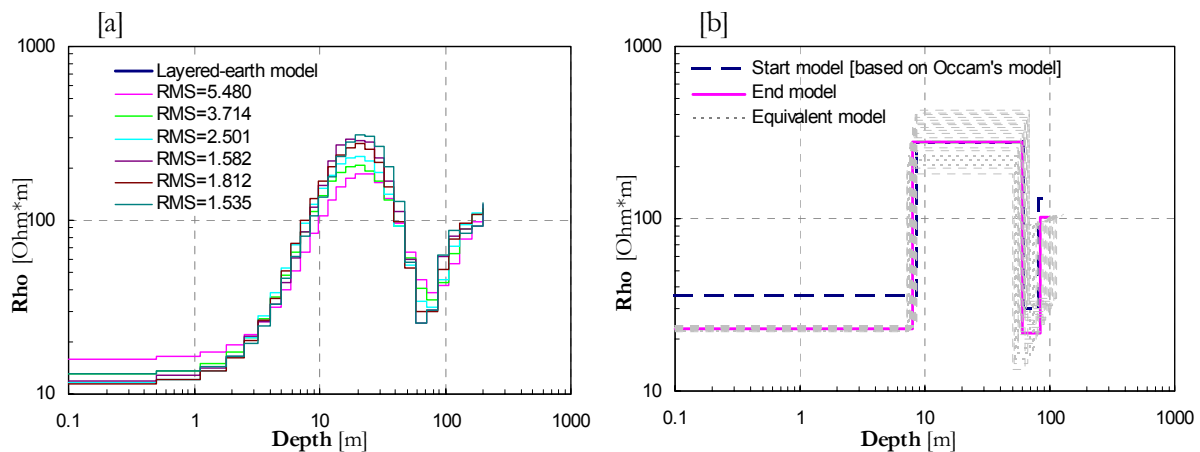 [a]
1000
100
10
Rho [Ohm*m]
Layered-earth model
RMS=5.480
RMS=3.714
RMS=2.501
RMS=1.582
RMS=1.812
RMS=1.535
0.1 1 10 100 1000
Depth [m]
[b]
1000
100
10
Rho [Ohm*m]
Start model [based on Occam's model]
End model
Equivalent model
0.1 1 10 100 1000
Depth [m]